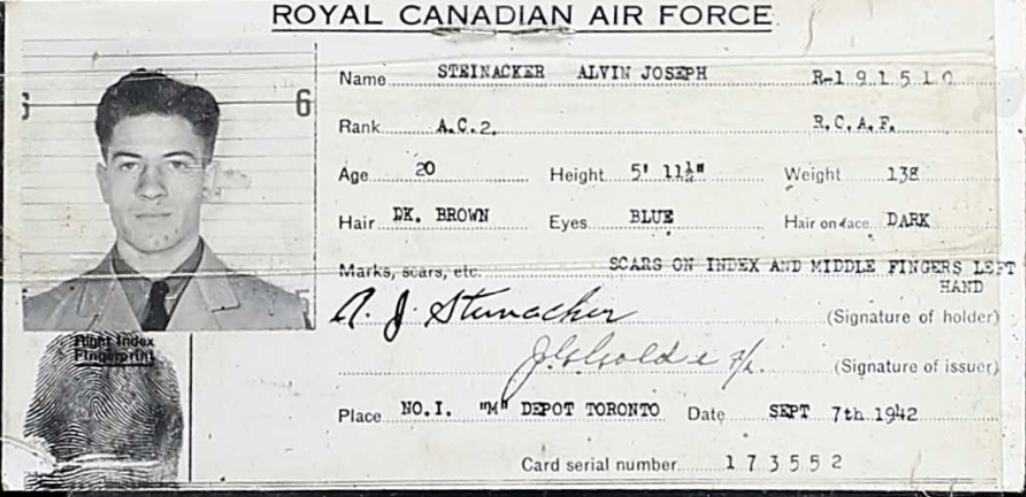 ROYAL CANADIAN AIR FORCE
6
Name STEINACKER ALVIN JOSEPH R-191510
Rank A.C.2. R.C.A.F.
Age 20 Height 5' 11½" Weight 138
Hair DK. BROWN Eyes BLUE Hair on face DARK
Marks, scars, etc. SCARS ON INDEX AND MIDDLE FINGERS LEFT
HAND
A. J. Steinacker (Signature of holder)
Right Index
Fingerprint
(Signature of issuer)
Place NO.I. "M" DEPOT TORONTO Date SEPT 7th 1942
Card serial number 173552